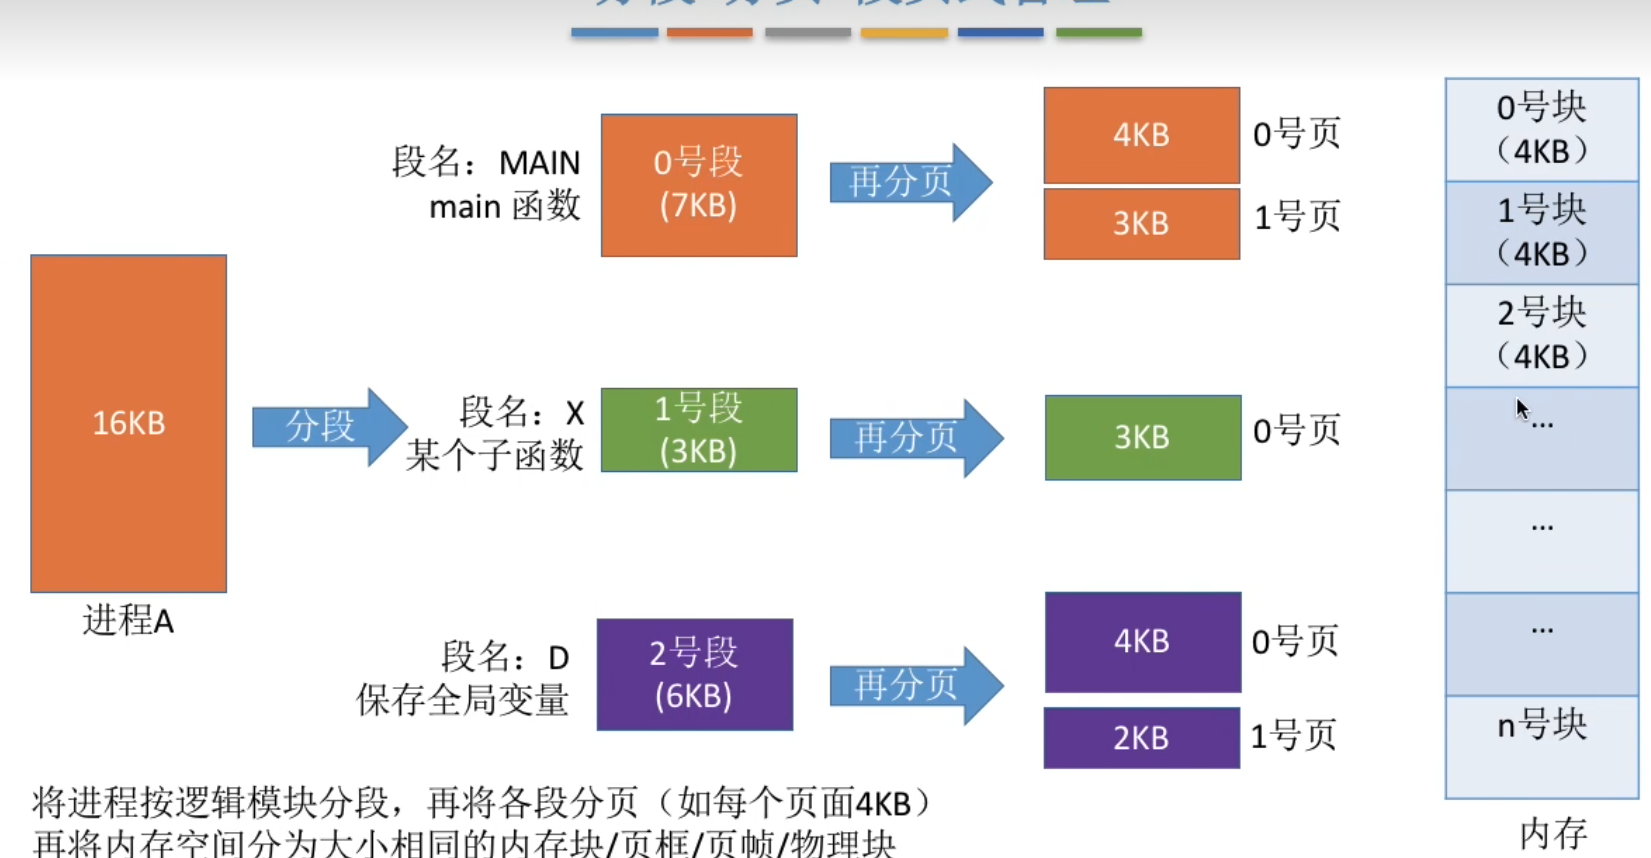 段名：MAIN
main 函数
0号段
(7KB)
再分页
4KB
0号页
3KB
1号页
16KB
进程A
分段
段名：X
某个子函数
1号段
(3KB)
再分页
3KB
0号页
段名：D
保存全局变量
2号段
(6KB)
再分页
4KB
0号页
2KB
1号页
0号块
（4KB）
1号块
（4KB）
2号块
（4KB）
...
...
...
n号块
内存
将进程按逻辑模块分段，再将各段分页（如每个页面4KB）
再将内存空间分为大小相同的内存块/页框/页帧/物理块